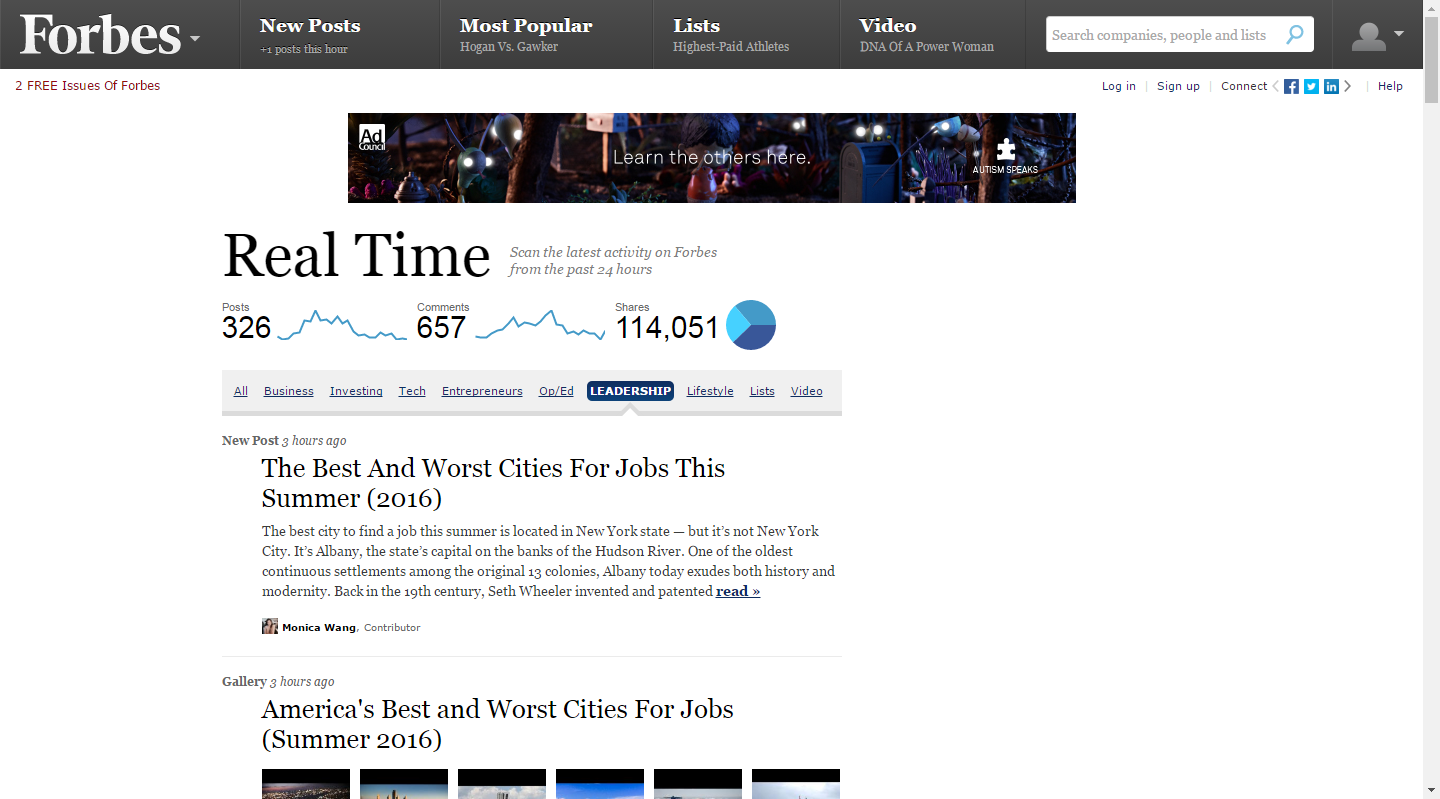 Forbes
New Posts
+1 posts this hour
Most Popular
Hogan Vs. Gawker
Lists
Highest-Paid Athletes
Video
DNA Of A Power Woman
Search companies, people and lists
2 FREE Issues Of Forbes
Log in
Sign up
Connect
Help
Ad
Council
Learn the others here.
AUTISM SPEAKS
Real Time
Scan the latest activity on Forbes
from the past 24 hours
Posts
326
Comments
657
Shares
114,051
All Business Investing Tech Entrepreneurs Op/Ed LEADERSHIP Lifestyle Lists Video
New Post 3 hours ago
The Best And Worst Cities For Jobs This
Summer (2016)
The best city to find a job this summer is located in New York state — but it’s not New York
City. It’s Albany, the state’s capital on the banks of the Hudson River. One of the oldest
continuous settlements among the original 13 colonies, Albany today exudes both history and
modernity. Back in the 19th century, Seth Wheeler invented and patented read »
Monica Wang, Contributor
Gallery 3 hours ago
America's Best and Worst Cities For Jobs
(Summer 2016)